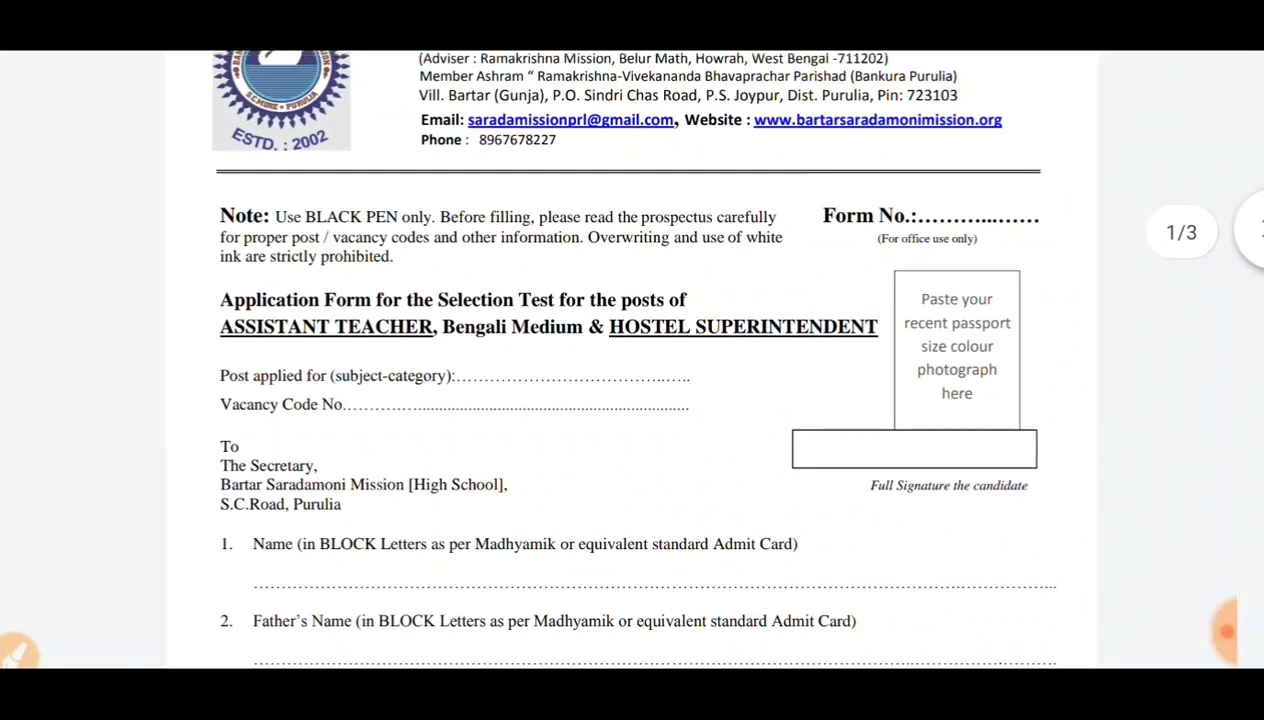 (Adviser : Ramakrishna Mission, Belur Math, Howrah, West Bengal -711202)
Member Ashram “ Ramakrishna-Vivekananda Bhavaprachar Parishad (Bankura Purulia)
Vill. Bartar (Gunja), P.O. Sindri Chas Road, P.S. Joypur, Dist. Purulia, Pin: 723103
Email: saradamissionprl@gmail.com, Website : www.bartarsaradamonimission.org
Phone : 8967678227
S.C.MORE • PURULIA
ESTD. : 2002
Note: Use BLACK PEN only. Before filling, please read the prospectus carefully
for proper post / vacancy codes and other information. Overwriting and use of white
ink are strictly prohibited.
Form No.:………...……
(For office use only)
1/3
Application Form for the Selection Test for the posts of
ASSISTANT TEACHER, Bengali Medium & HOSTEL SUPERINTENDENT
Paste your
recent passport
size colour
photograph
here
Post applied for (subject-category):……………………………….…..
Vacancy Code No…………..............................................................
To
The Secretary,
Bartar Saradamoni Mission [High School],
S.C.Road, Purulia
Full Signature the candidate
1. Name (in BLOCK Letters as per Madhyamik or equivalent standard Admit Card)
……………………………………………………………………………………………………………...
2. Father’s Name (in BLOCK Letters as per Madhyamik or equivalent standard Admit Card)
……………………………………………………………………………………………………………...